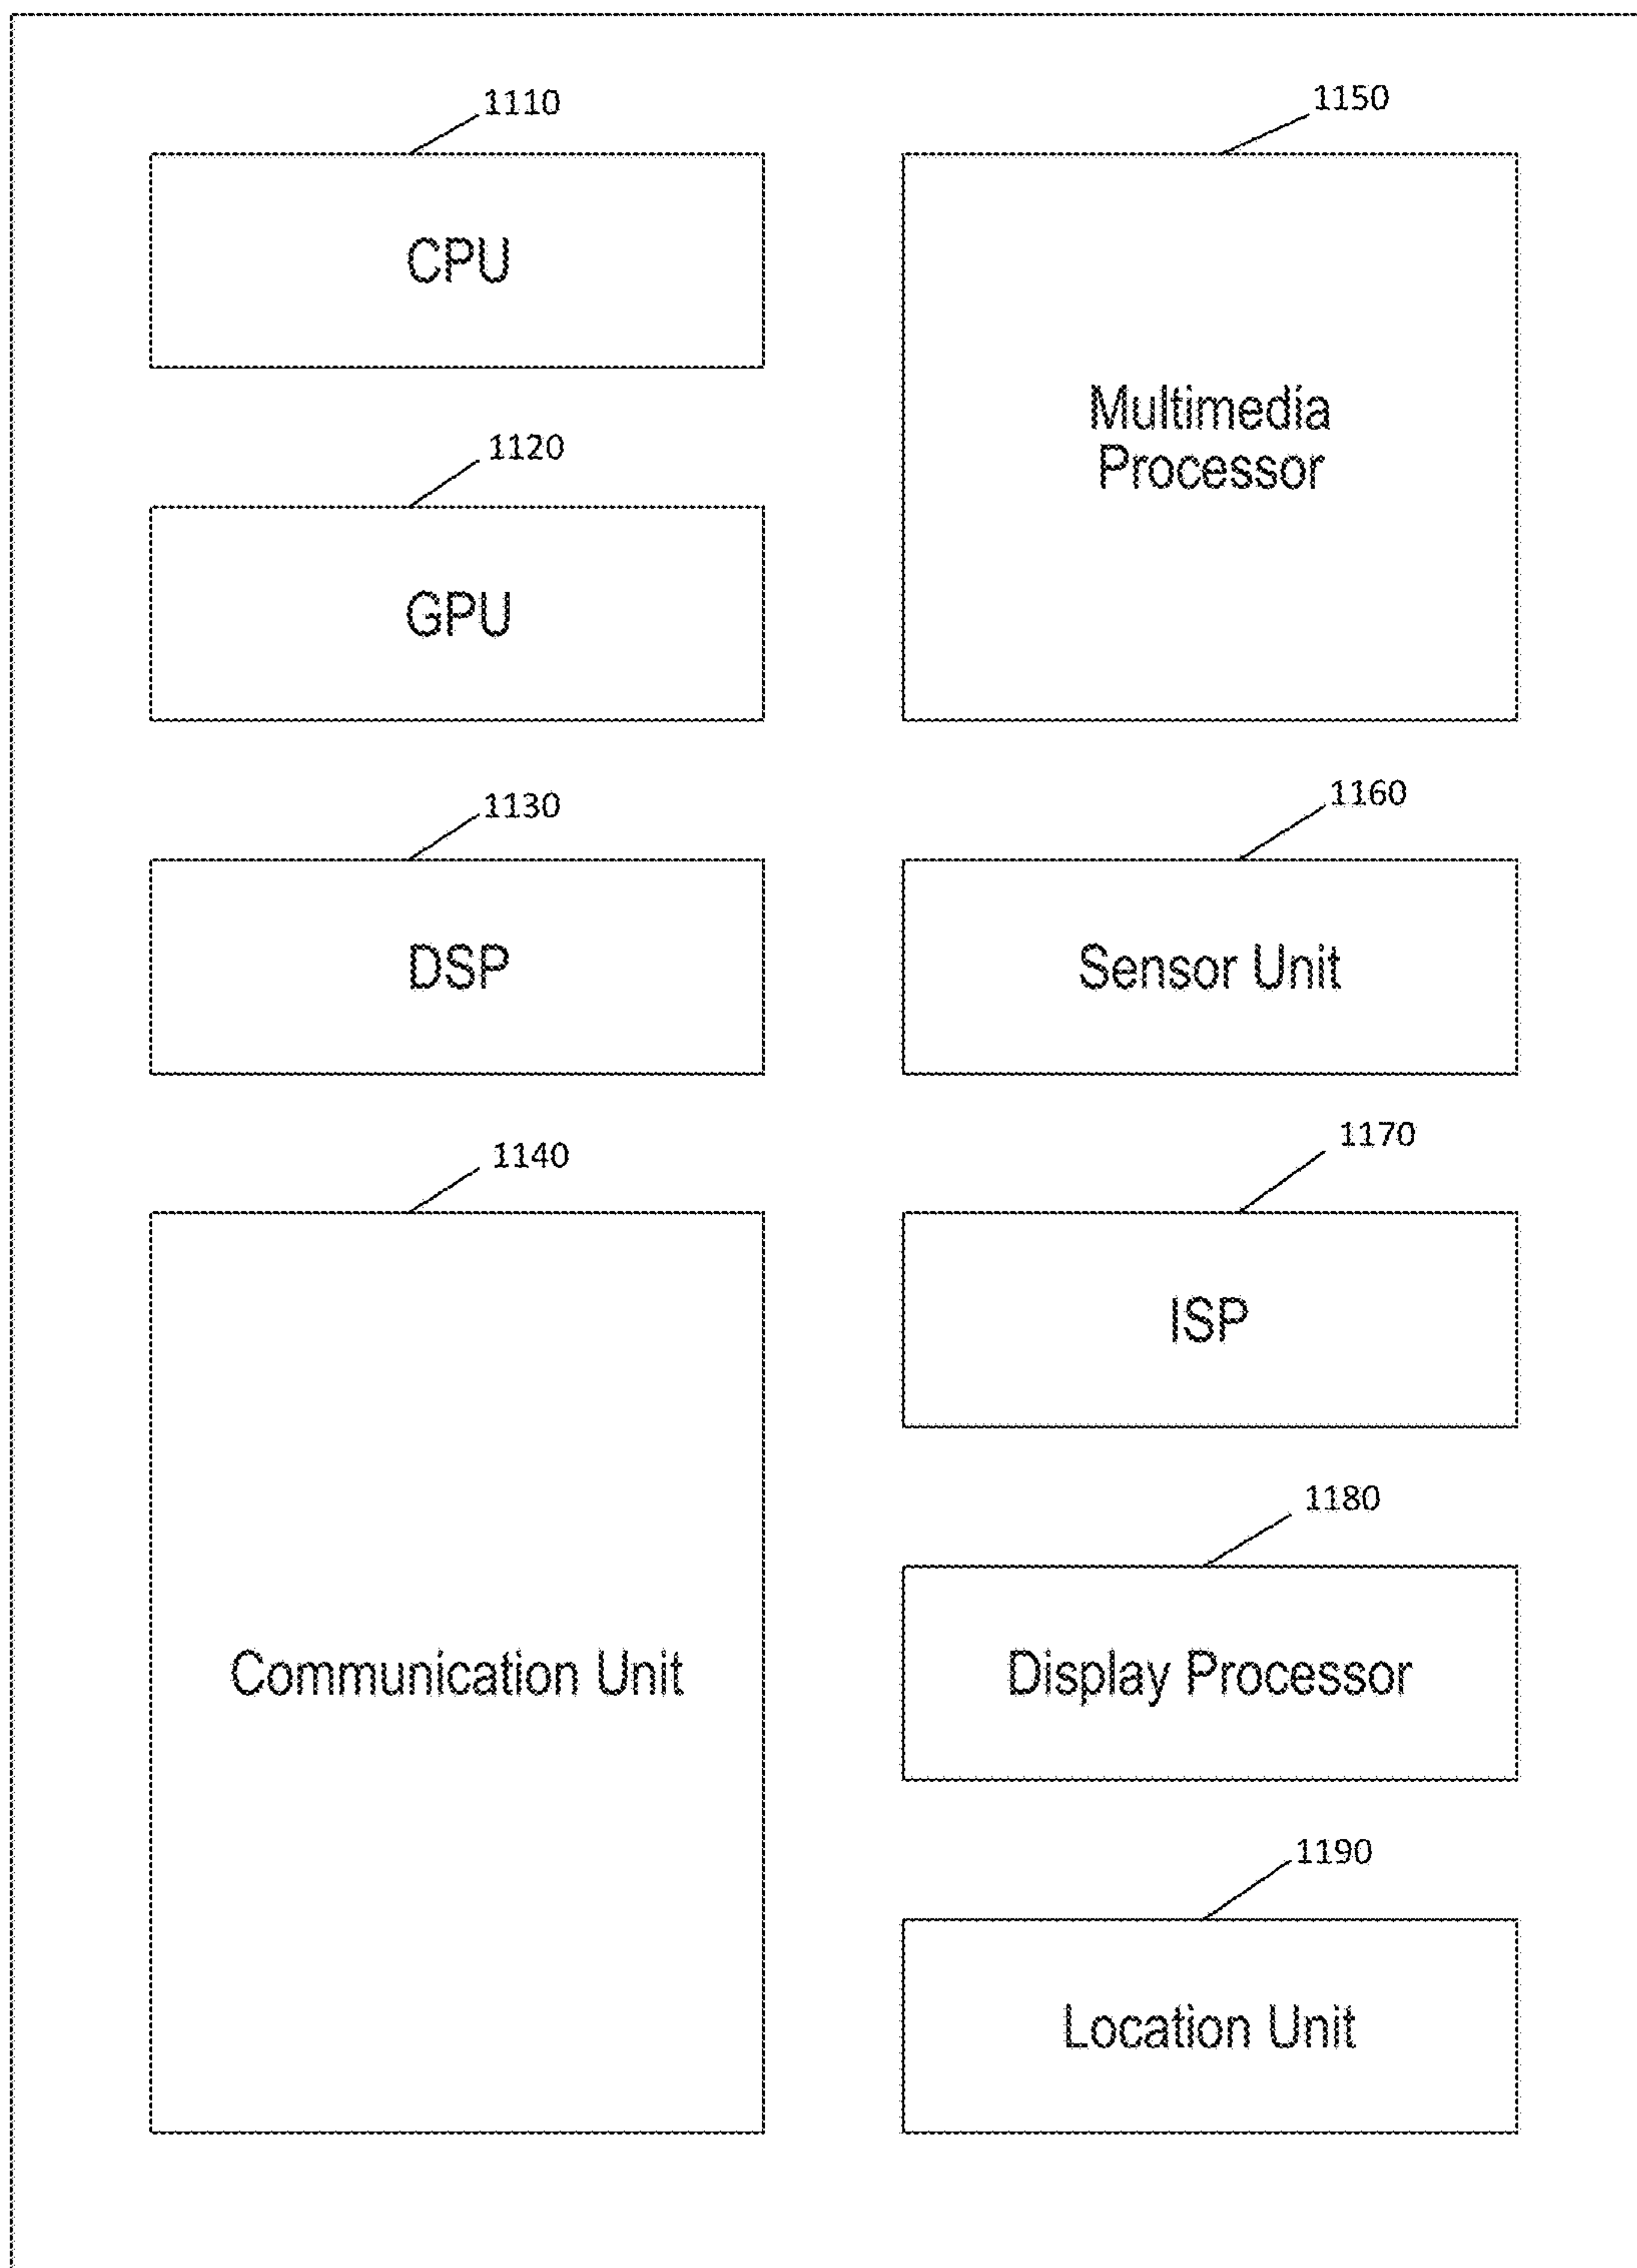 1110
CPU
1120
GPU
1130
DSP
1140
Communication Unit
1150
Multimedia
Processor
1160
Sensor Unit
1170
ISP
1180
Display Processor
1190
Location Unit